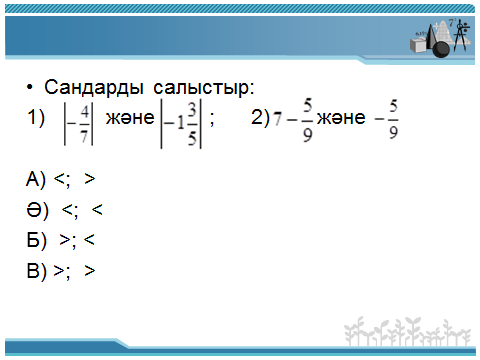 • Сандарды салыстыр:
1) |-4/7| және |-1 3/5| ; 2) 7 - 5/9 және -5/9
А) <; >
Ә) <; <
Б) >; <
В) >; >